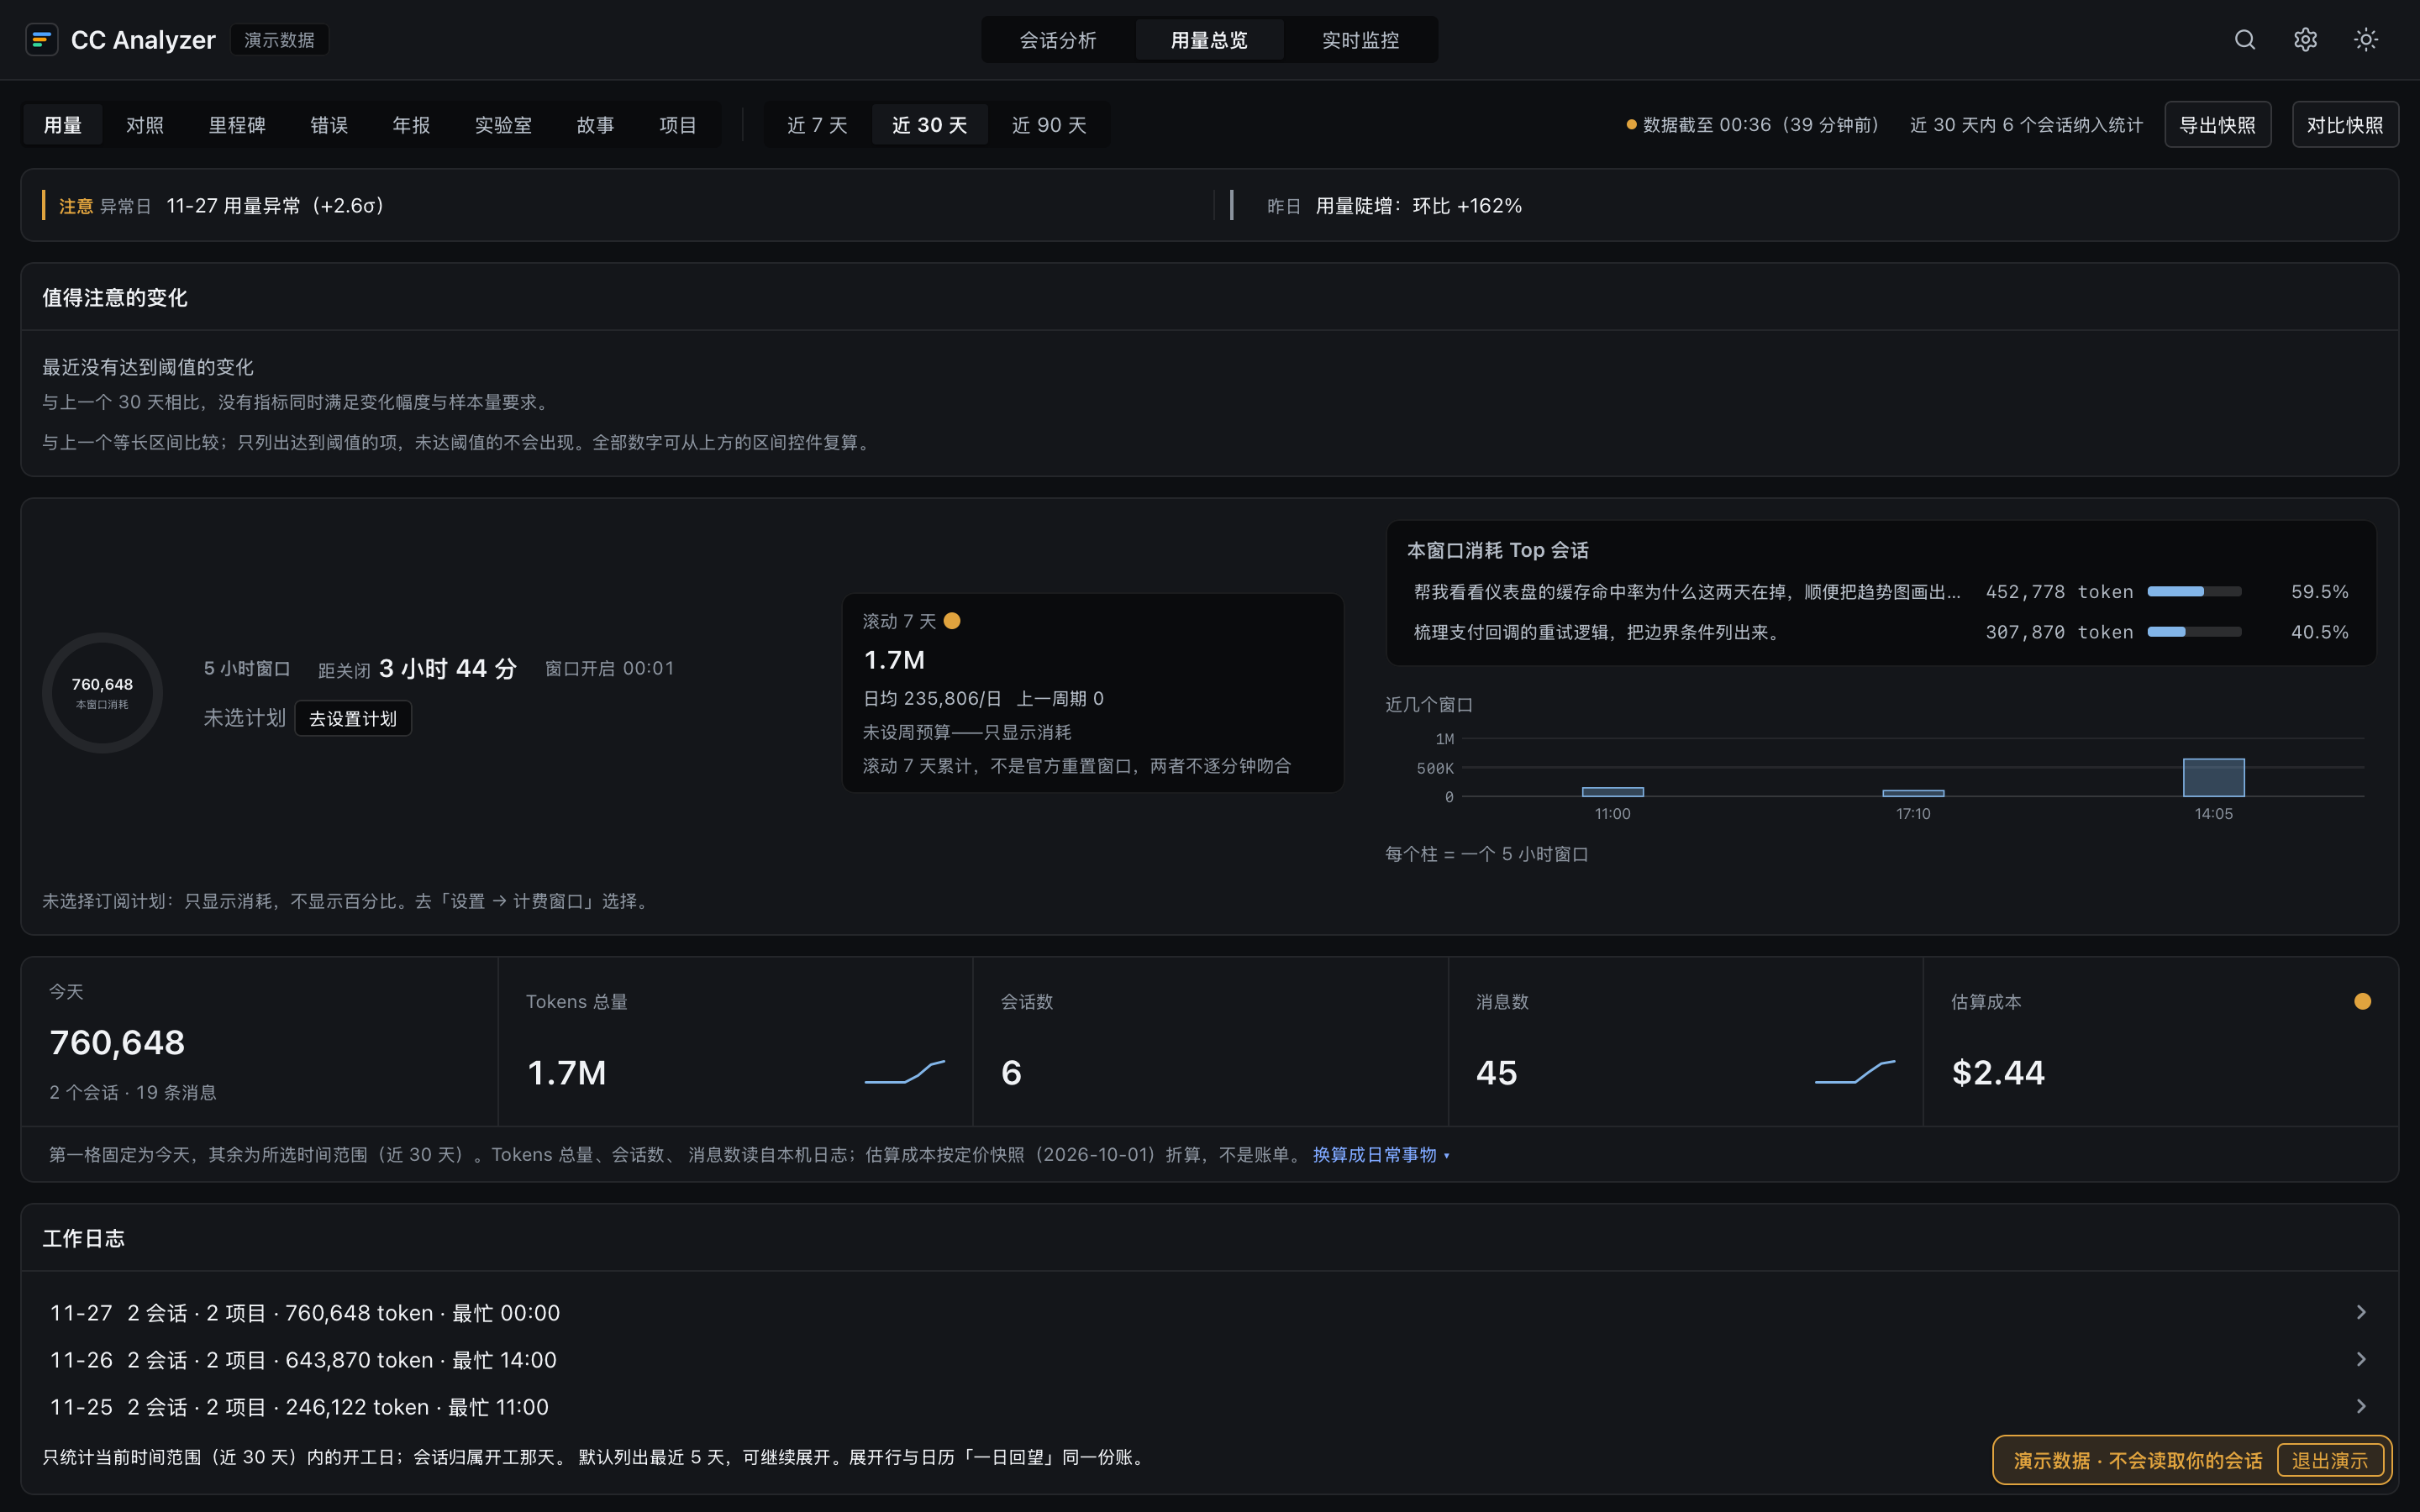 CC Analyzer 演示数据
会话分析 用量总览 实时监控
用量 对照 里程碑 错误 年报 实验室 故事 项目
近 7 天 近 30 天 近 90 天
数据截至 00:36（39 分钟前） 近 30 天内 6 个会话纳入统计 导出快照 对比快照
注意 异常日 11-27 用量异常（+2.6σ）
昨日 用量陡增：环比 +162%
值得注意的变化
最近没有达到阈值的变化
与上一个 30 天相比，没有指标同时满足变化幅度与样本量要求。
与上一个等长区间比较；只列出达到阈值的项，未达阈值的不会出现。全部数字可从上方的区间控件复算。
760,648
本窗口消耗
5 小时窗口 距关闭 3 小时 44 分 窗口开启 00:01
未选计划 去设置计划
滚动 7 天
1.7M
日均 235,806/日 上一周期 0
未设周预算——只显示消耗
滚动 7 天累计，不是官方重置窗口，两者不逐分钟吻合
本窗口消耗 Top 会话
帮我看看仪表盘的缓存命中率为什么这两天在掉，顺便把趋势图画出... 452,778 token 59.5%
梳理支付回调的重试逻辑，把边界条件列出来。 307,870 token 40.5%
近几个窗口
1M
500K
0
11:00 17:10 14:05
每个柱 = 一个 5 小时窗口
未选择订阅计划：只显示消耗，不显示百分比。去「设置 → 计费窗口」选择。
今天
760,648
2 个会话 · 19 条消息
Tokens 总量
1.7M
会话数
6
消息数
45
估算成本
$2.44
第一格固定为今天，其余为所选时间范围（近 30 天）。Tokens 总量、会话数、 消息数读自本机日志；估算成本按定价快照（2026-10-01）折算，不是账单。 换算成日常事物 ▾
工作日志
11-27 2 会话 · 2 项目 · 760,648 token · 最忙 00:00
11-26 2 会话 · 2 项目 · 643,870 token · 最忙 14:00
11-25 2 会话 · 2 项目 · 246,122 token · 最忙 11:00
只统计当前时间范围（近 30 天）内的开工日；会话归属开工那天。 默认列出最近 5 天，可继续展开。展开行与日历「一日回望」同一份账。
演示数据 · 不会读取你的会话 退出演示